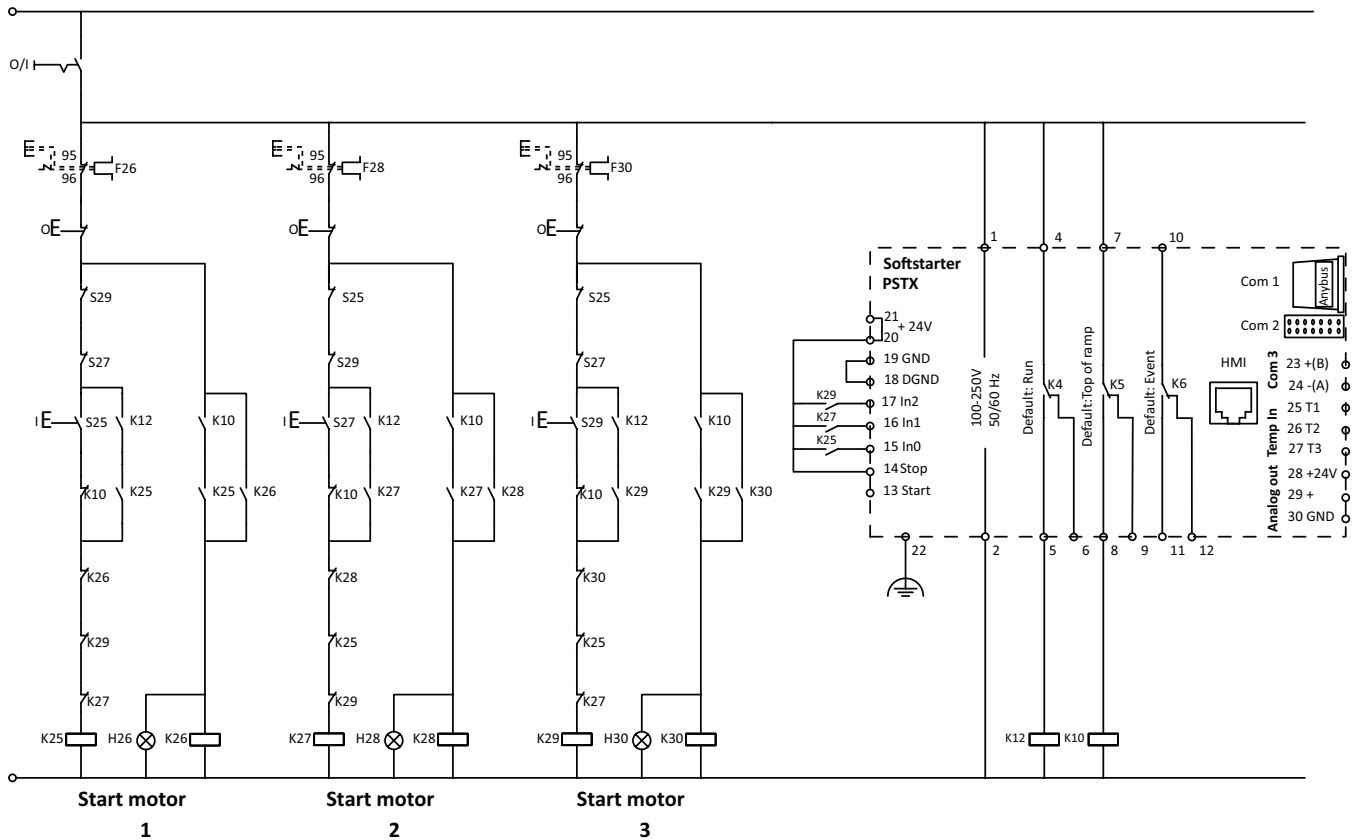 O/I
95
F26
96
95
F28
96
95
F30
96
O
O
O
S29
S25
S25
S27
S29
S27
I
S25
K12
K10
I
S27
K12
K10
I
S29
K12
K10
K10
K25
K25
K26
K10
K27
K27
K28
K10
K29
K29
K30
K26
K28
K30
K29
K25
K25
K27
K29
K27
K25
H26
K26
K27
H28
K28
K29
H30
K30
Start motor
1
Start motor
2
Start motor
3
1
4
7
10
Softstarter
PSTX
21
+ 24V
20
19 GND
18 DGND
K29
17 In2
K27
16 In1
K25
15 In0
14 Stop
13 Start
100-250V
50/60 Hz
Default: Run
K4
Default:Top of ramp
K5
Default: Event
K6
Com 1
Anybus
Com 2
HMI
Com 3
23 +(B)
24 -(A)
Temp In
25 T1
26 T2
27 T3
Analog out
28 +24V
29 +
30 GND
22
2
5
6
8
9
11
12
K12
K10